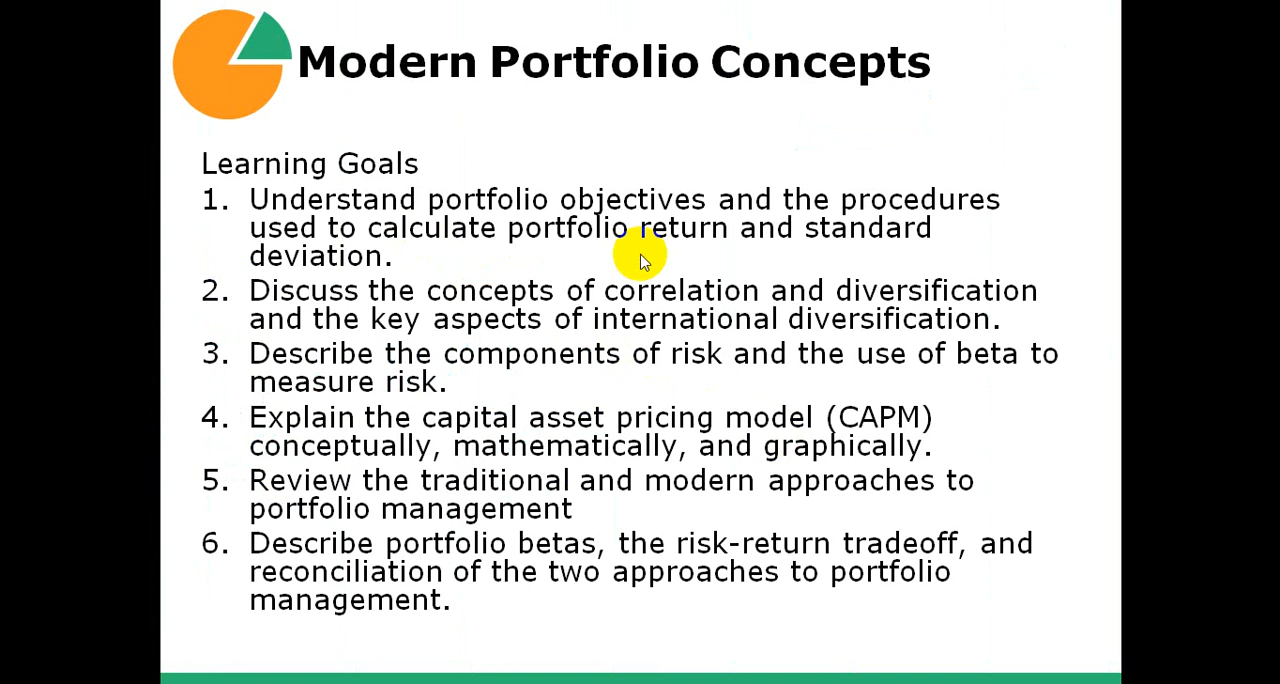 Modern Portfolio Concepts
Learning Goals
1. Understand portfolio objectives and the procedures
used to calculate portfolio return and standard
deviation.
2. Discuss the concepts of correlation and diversification
and the key aspects of international diversification.
3. Describe the components of risk and the use of beta to
measure risk.
4. Explain the capital asset pricing model (CAPM)
conceptually, mathematically, and graphically.
5. Review the traditional and modern approaches to
portfolio management
6. Describe portfolio betas, the risk-return tradeoff, and
reconciliation of the two approaches to portfolio
management.